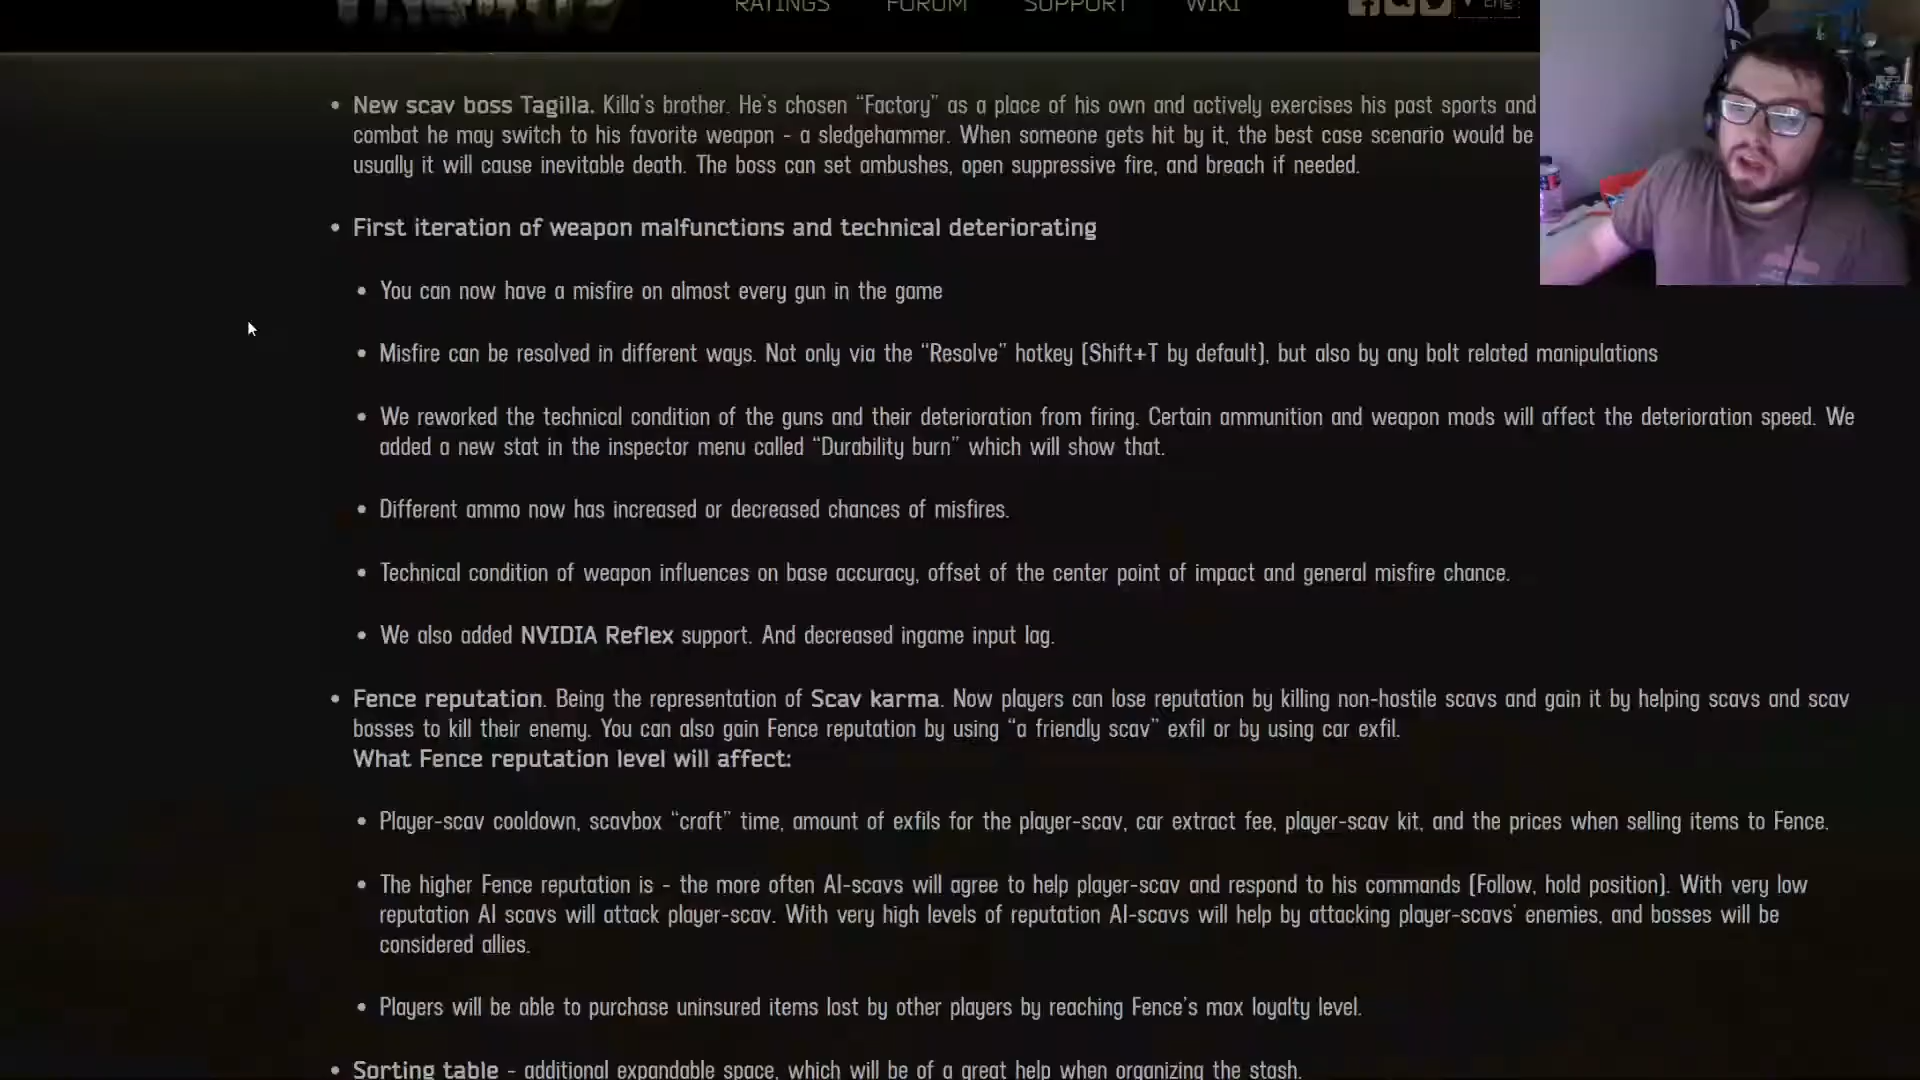 RATINGS FORUM SUPPORT WIKI Eng
• New scav boss Tagilla. Killa's brother. He's chosen “Factory” as a place of his own and actively exercises his past sports and
combat he may switch to his favorite weapon - a sledgehammer. When someone gets hit by it, the best case scenario would be
usually it will cause inevitable death. The boss can set ambushes, open suppressive fire, and breach if needed.
• First iteration of weapon malfunctions and technical deteriorating
• You can now have a misfire on almost every gun in the game
• Misfire can be resolved in different ways. Not only via the “Resolve” hotkey (Shift+T by default), but also by any bolt related manipulations
• We reworked the technical condition of the guns and their deterioration from firing. Certain ammunition and weapon mods will affect the deterioration speed. We
added a new stat in the inspector menu called “Durability burn” which will show that.
• Different ammo now has increased or decreased chances of misfires.
• Technical condition of weapon influences on base accuracy, offset of the center point of impact and general misfire chance.
• We also added NVIDIA Reflex support. And decreased ingame input lag.
• Fence reputation. Being the representation of Scav karma. Now players can lose reputation by killing non-hostile scavs and gain it by helping scavs and scav
bosses to kill their enemy. You can also gain Fence reputation by using “a friendly scav” exfil or by using car exfil.
What Fence reputation level will affect:
• Player-scav cooldown, scavbox “craft” time, amount of exfils for the player-scav, car extract fee, player-scav kit, and the prices when selling items to Fence.
• The higher Fence reputation is - the more often AI-scavs will agree to help player-scav and respond to his commands (Follow, hold position). With very low
reputation AI scavs will attack player-scav. With very high levels of reputation AI-scavs will help by attacking player-scavs' enemies, and bosses will be
considered allies.
• Players will be able to purchase uninsured items lost by other players by reaching Fence's max loyalty level.
• Sorting table - additional expandable space, which will be of a great help when organizing the stash.